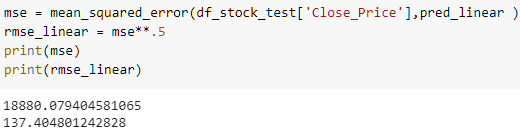 mse = mean_squared_error(df_stock_test['Close_Price'],pred_linear )
rmse_linear = mse**.5
print(mse)
print(rmse_linear)
18880.079404581065
137.404801242828